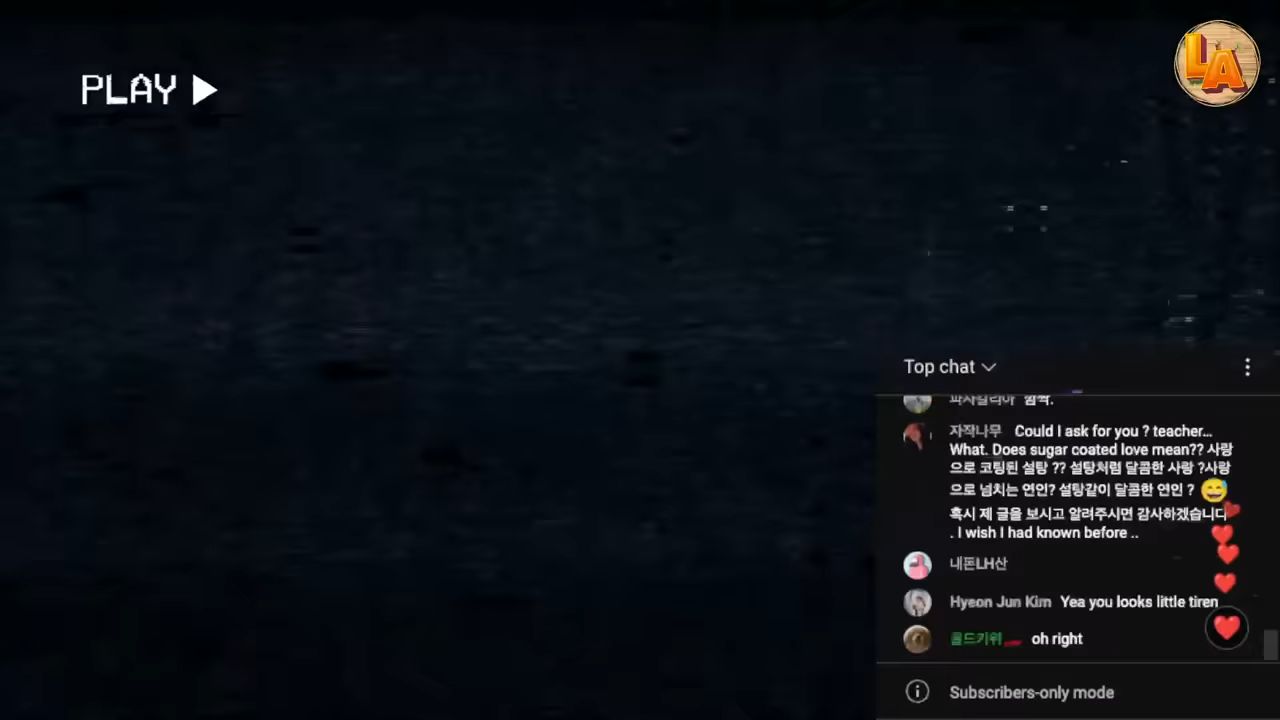 PLAY
LA
Top chat
깜짝.
자작나무 Could I ask for you ? teacher...
What. Does sugar coated love mean?? 사랑
으로 코팅된 설탕 ?? 설탕처럼 달콤한 사랑 ?사랑
으로 넘치는 연인? 설탕같이 달콤한 연인 ? 😅
혹시 제 글을 보시고 알려주시면 감사하겠습니다
. I wish I had known before ..
내돈LH산
Hyeon Jun Kim Yea you looks little tiren
올드키위 oh right
Subscribers-only mode